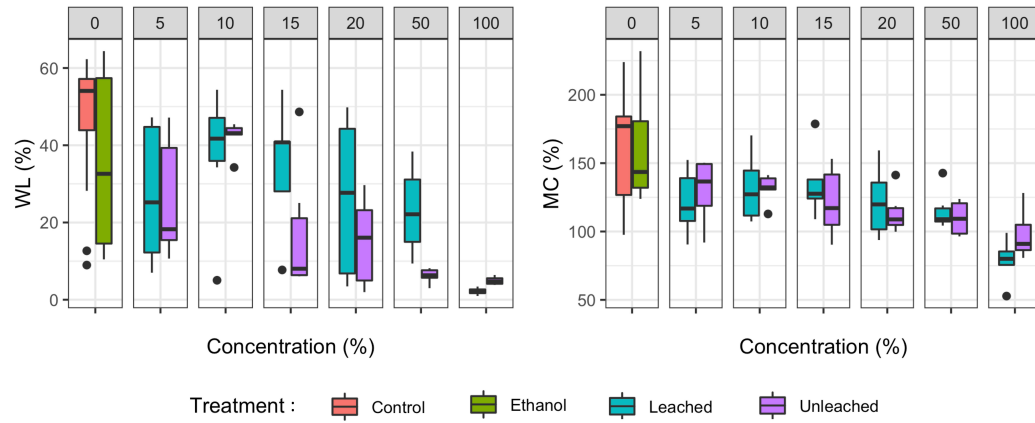 0 5 10 15 20 50 100
60
40
20
0
WL (%)
Concentration (%)
0 5 10 15 20 50 100
200
150
100
50
MC (%)
Concentration (%)
Treatment : Control Ethanol Leached Unleached